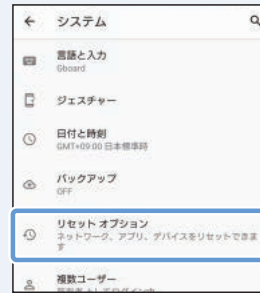 システム
言語と入力
Gboard
ジェスチャー
日付と時刻
GMT+09:00 日本標準時
バックアップ
OFF
リセット オプション
ネットワーク、アプリ、デバイスをリセットできま
す
複数ユーザー